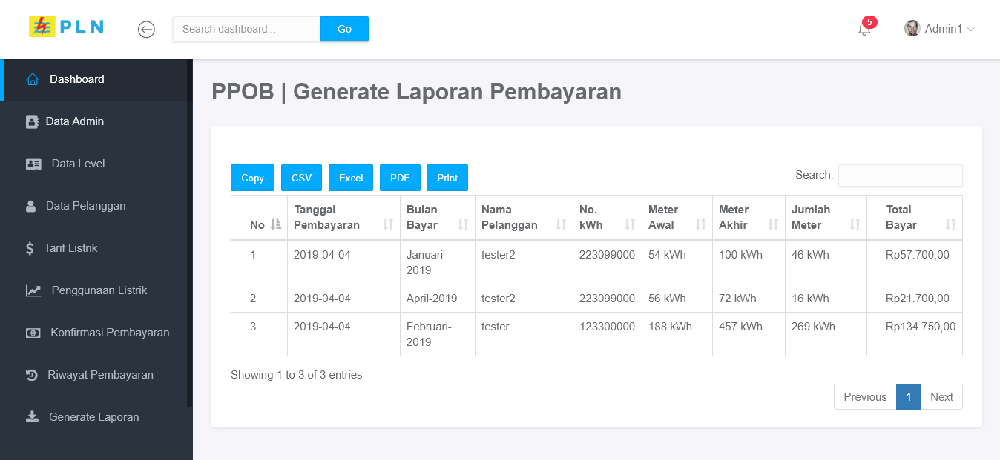 PLN
Search dashboard...
Go
5
Admin1
Dashboard
Data Admin
Data Level
Data Pelanggan
Tarif Listrik
Penggunaan Listrik
Konfirmasi Pembayaran
Riwayat Pembayaran
Generate Laporan
PPOB | Generate Laporan Pembayaran
Copy CSV Excel PDF Print
Search:
No Tanggal Pembayaran Bulan Bayar Nama Pelanggan No. kWh Meter Awal Meter Akhir Jumlah Meter Total Bayar
1 2019-04-04 Januari-2019 tester2 223099000 54 kWh 100 kWh 46 kWh Rp57.700,00
2 2019-04-04 April-2019 tester2 223099000 56 kWh 72 kWh 16 kWh Rp21.700,00
3 2019-04-04 Februari-2019 tester 123300000 188 kWh 457 kWh 269 kWh Rp134.750,00
Showing 1 to 3 of 3 entries
Previous 1 Next